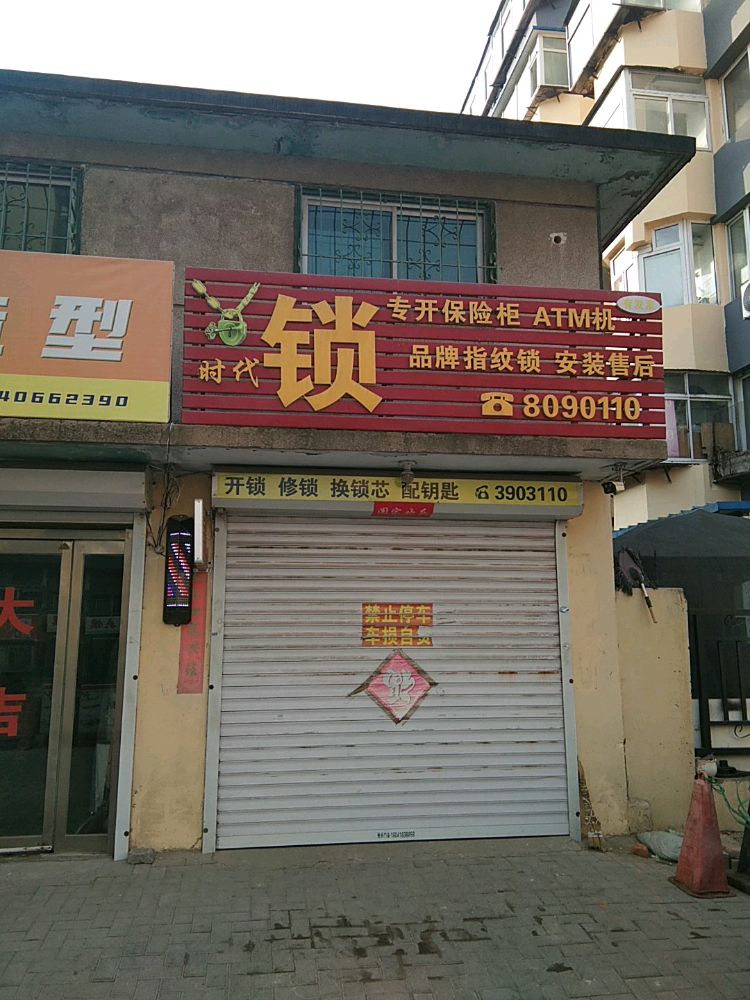 型
40662390
时代 锁
专开保险柜 ATM机
品牌指纹锁 安装售后
☎8090110
开锁 修锁 换锁芯 配钥匙 ☎3903110
禁止停车
车损自负
大
吉